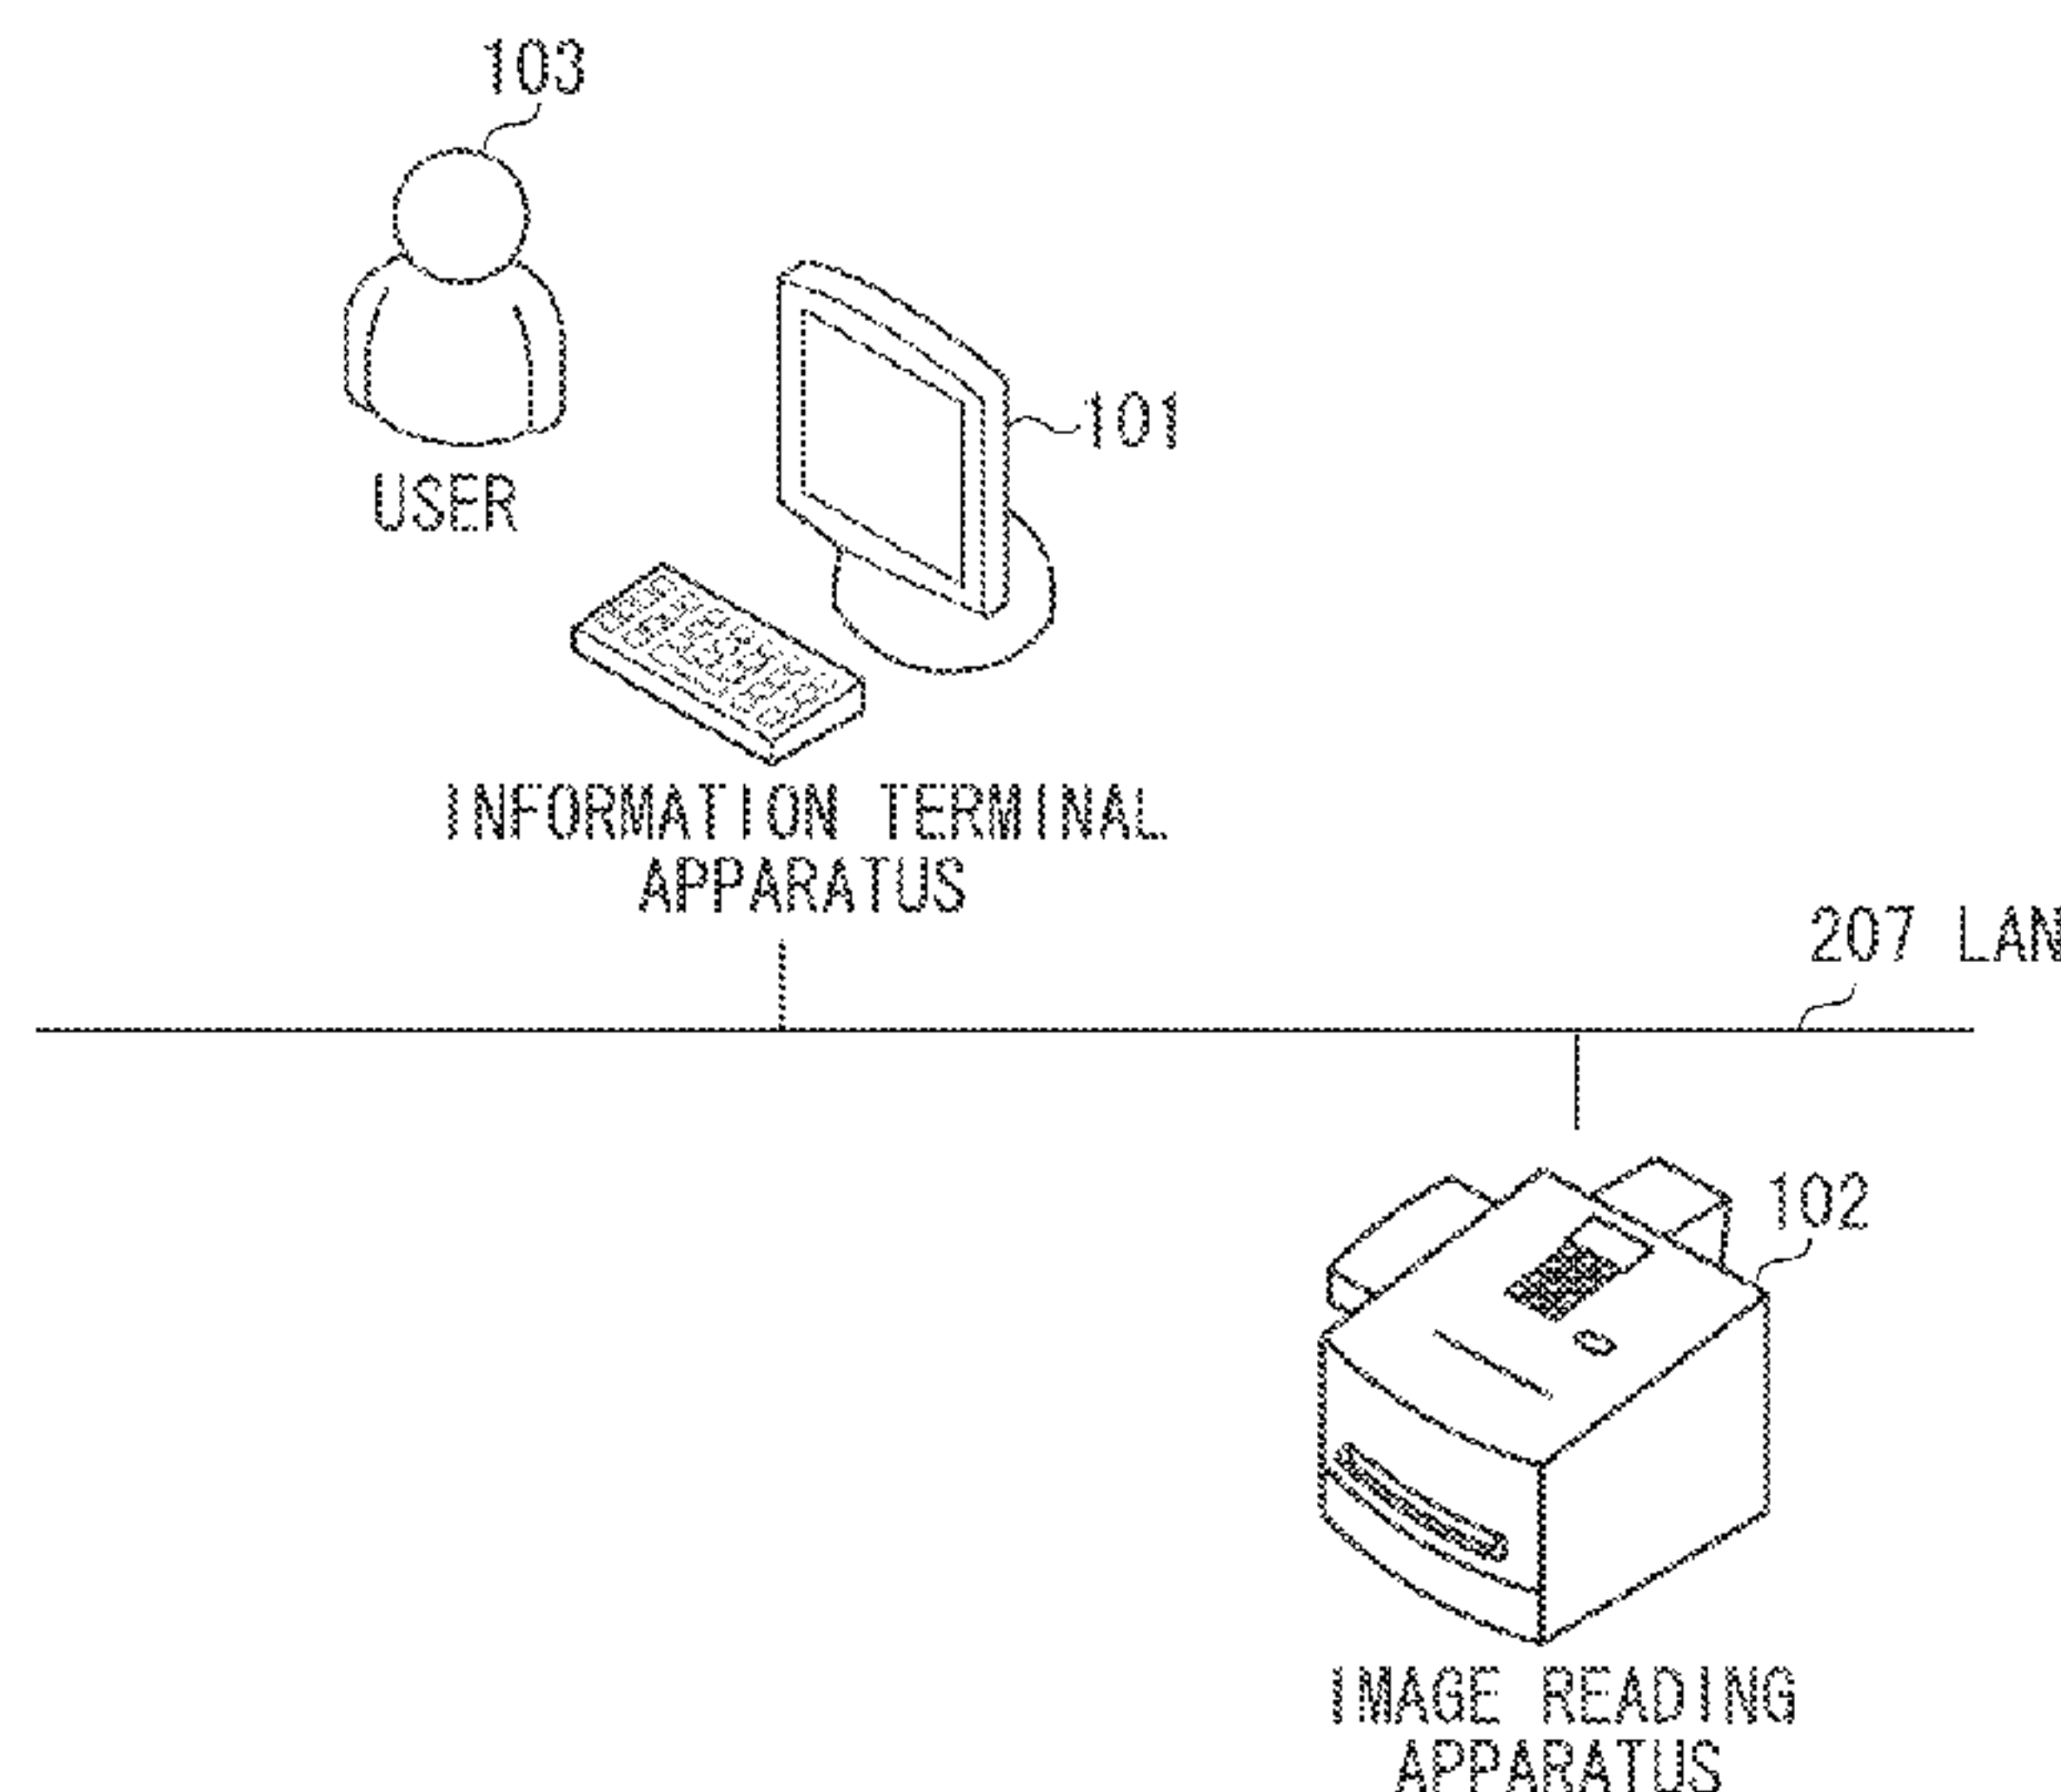 103
101
USER
INFORMATION TERMINAL
APPARATUS
207 LAN
102
IMAGE READING
APPARATUS